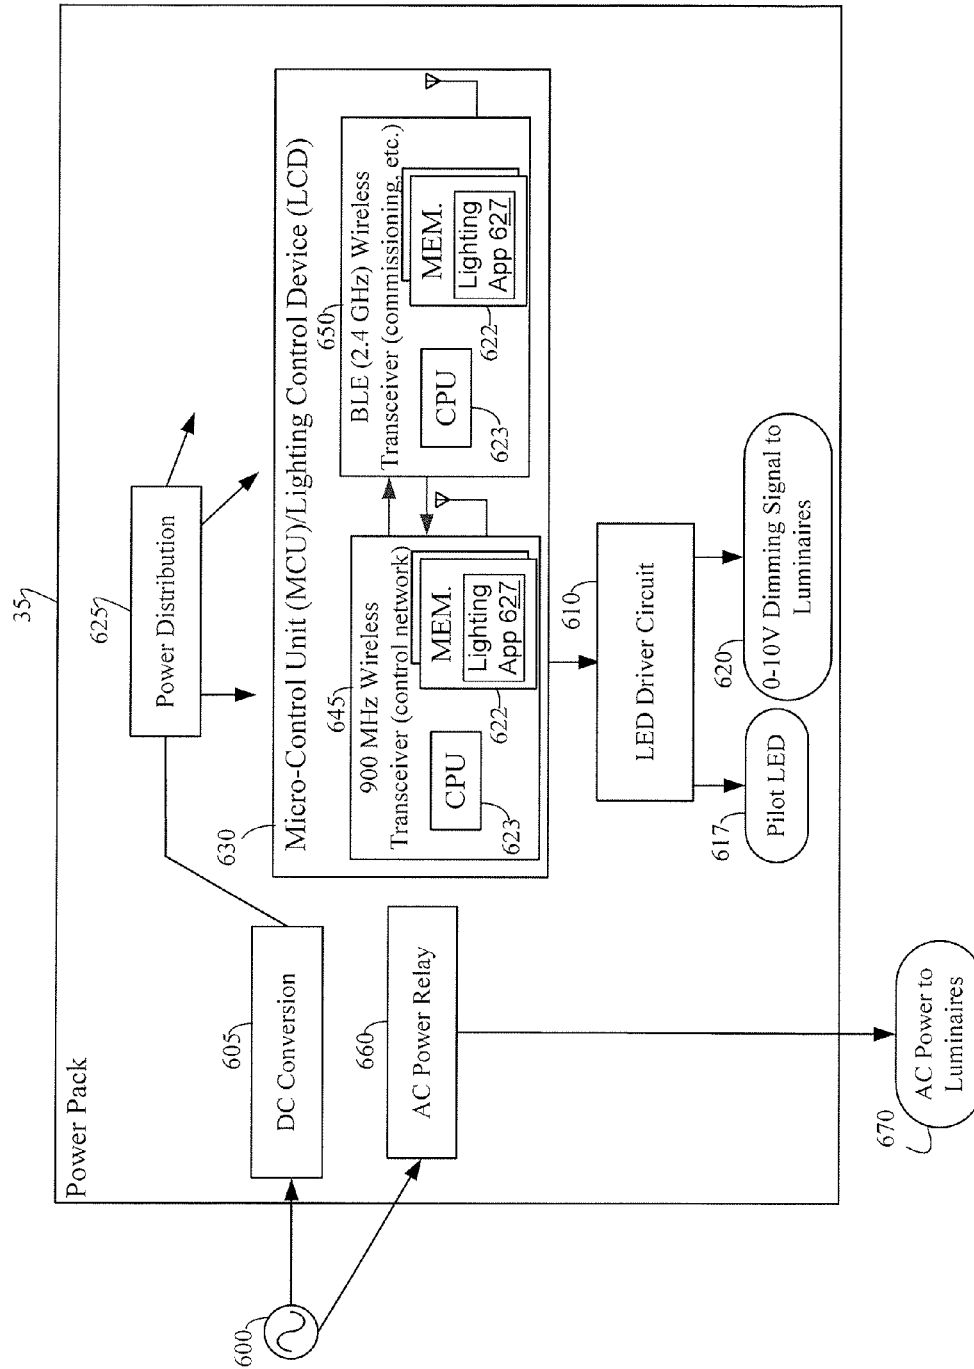 35
Power Pack
625
Power Distribution
605
DC Conversion
600
660
AC Power Relay
670
AC Power to
Luminaires
630
Micro-Control Unit (MCU)/Lighting Control Device (LCD)
645
900 MHz Wireless
Transceiver (control network)
CPU
623
MEM.
Lighting
App 627
622
650
BLE (2.4 GHz) Wireless
Transceiver (commissioning, etc.)
CPU
623
MEM.
Lighting
App 627
622
610
LED Driver Circuit
617
Pilot LED
620
0-10V Dimming Signal to
Luminaires